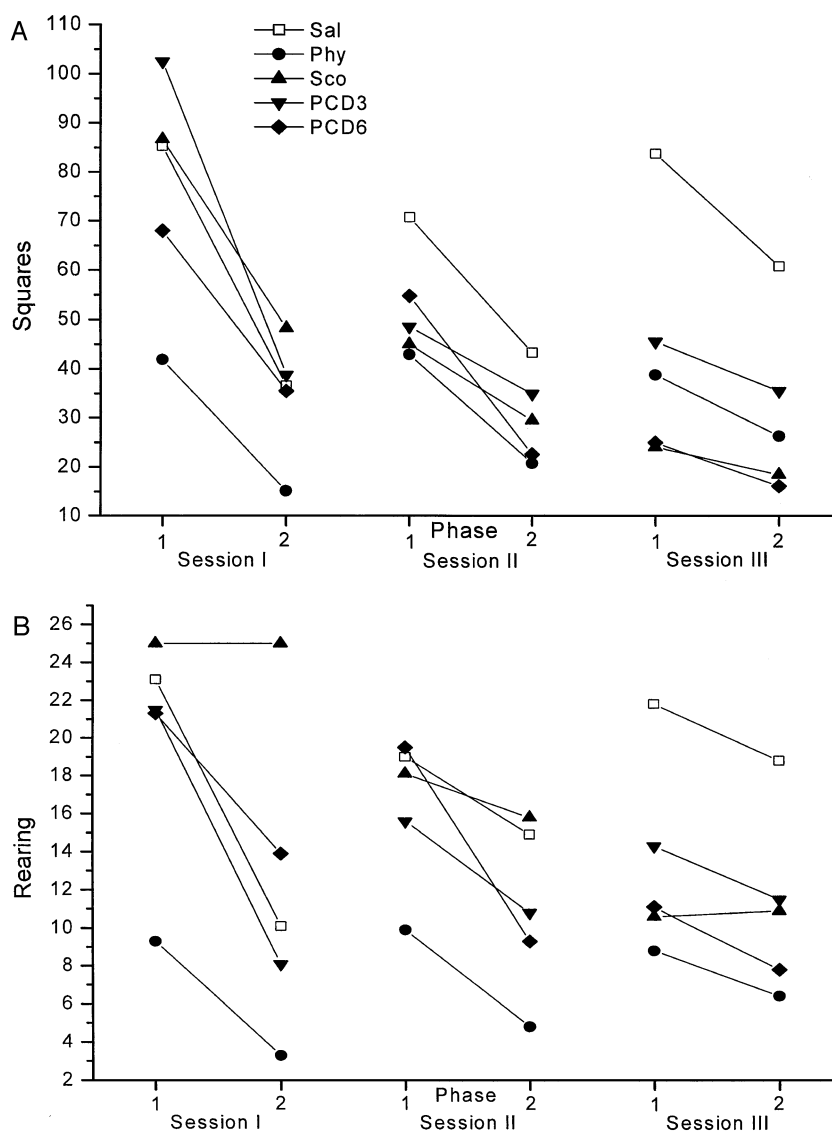 A
110
100
90
80
70
60
50
40
30
20
10
Squares
Sal
Phy
Sco
PCD3
PCD6
1 2 1 2 1 2
Phase
Session I Session II Session III
B
26
24
22
20
18
16
14
12
10
8
6
4
2
Rearing
1 2 1 2 1 2
Phase
Session I Session II Session III